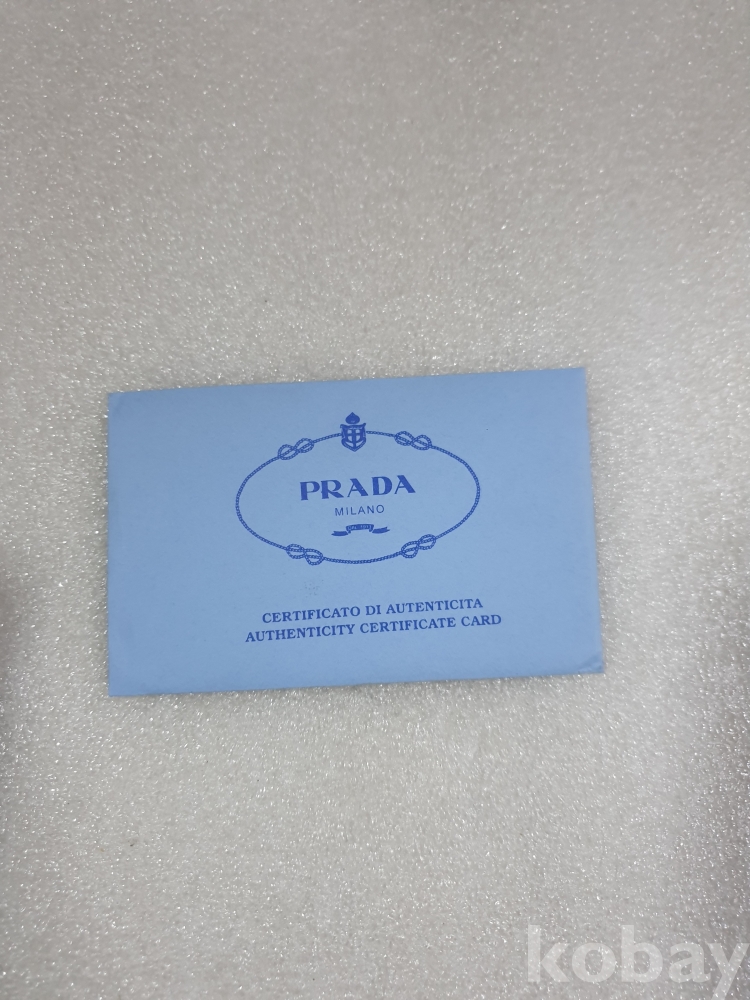 PRADA
MILANO
CERTIFICATO DI AUTENTICITA
AUTHENTICITY CERTIFICATE CARD
kobay